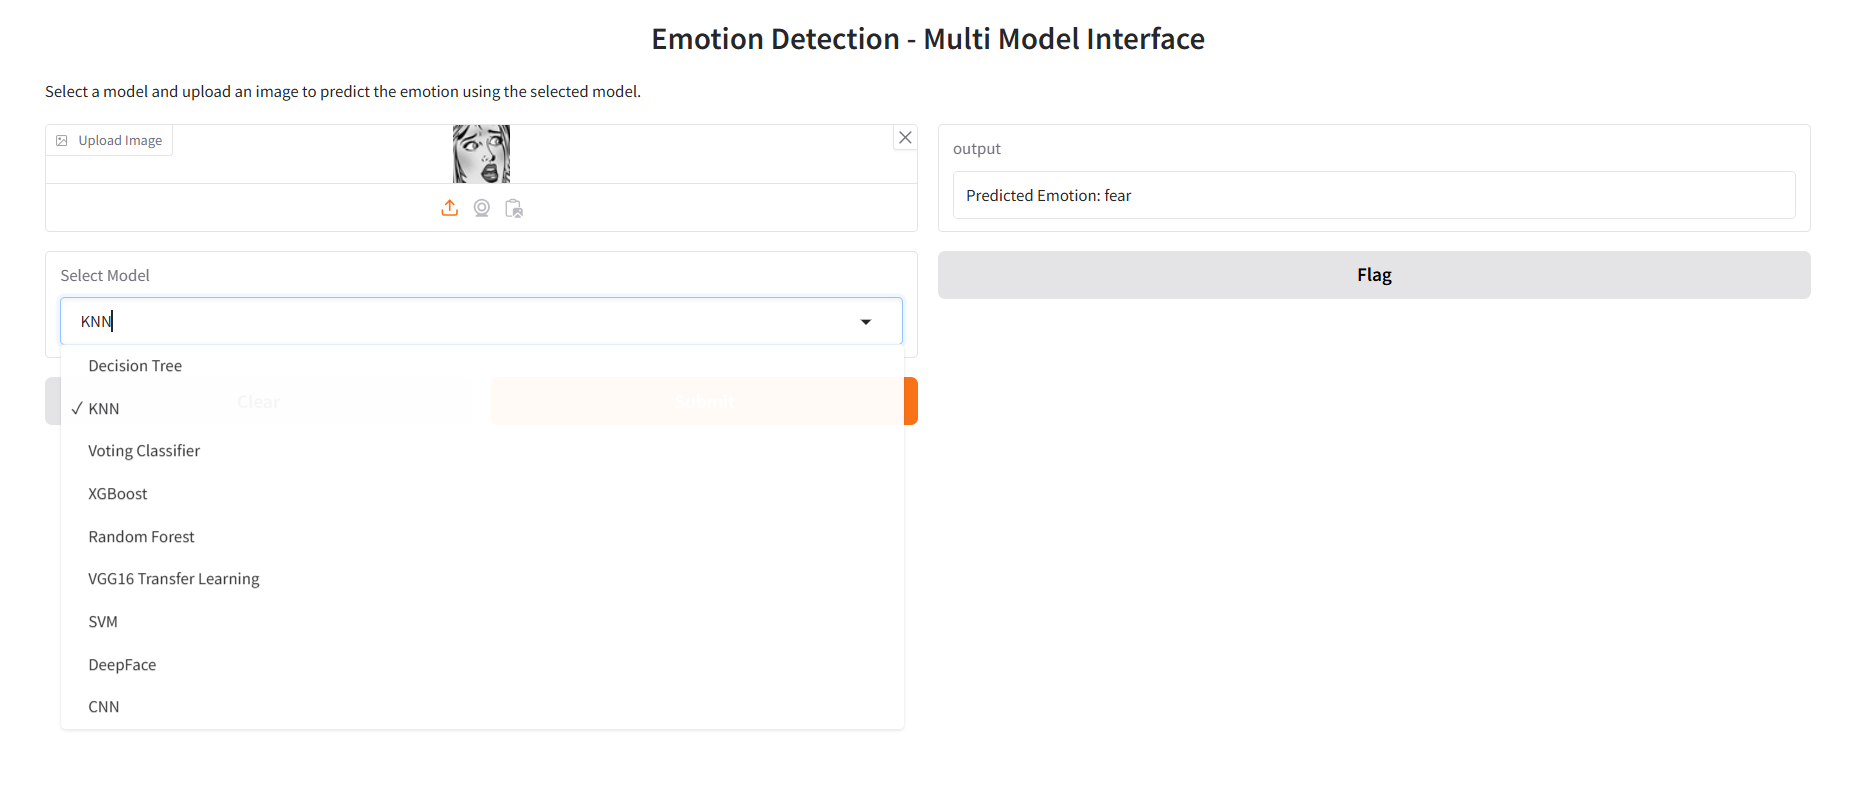 Emotion Detection - Multi Model Interface
Select a model and upload an image to predict the emotion using the selected model.
Upload Image
output
Predicted Emotion: fear
Flag
Select Model
KNN
Decision Tree
✓ KNN
Clear
Submit
Voting Classifier
XGBoost
Random Forest
VGG16 Transfer Learning
SVM
DeepFace
CNN